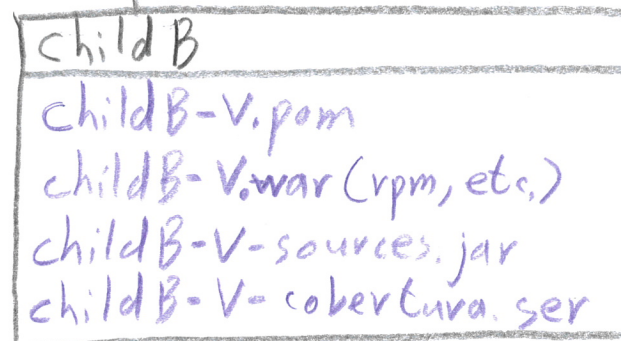 childB
childB-V.pom
childB-V.war (rpm, etc.)
childB-V-sources.jar
childB-V-cobertura.ser